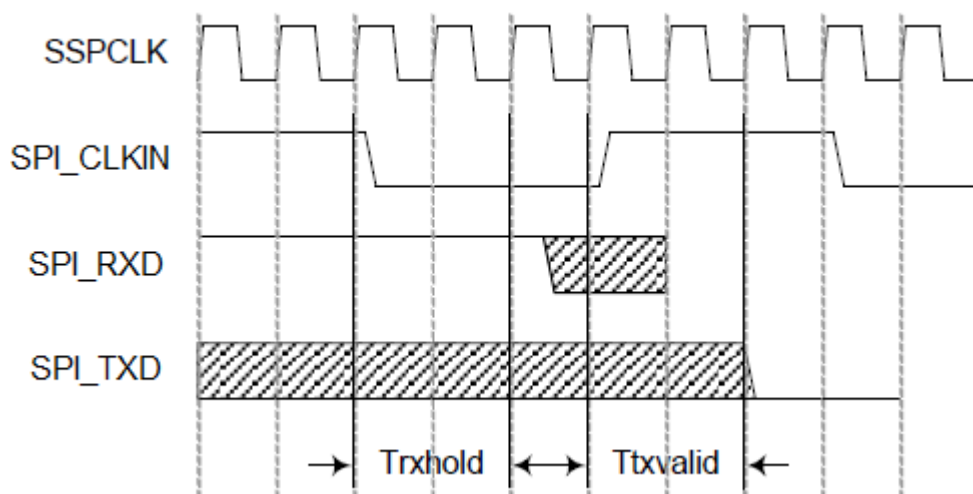 SSPCLK
SPI_CLKIN
SPI_RXD
SPI_TXD
Trxhold Ttxvalid